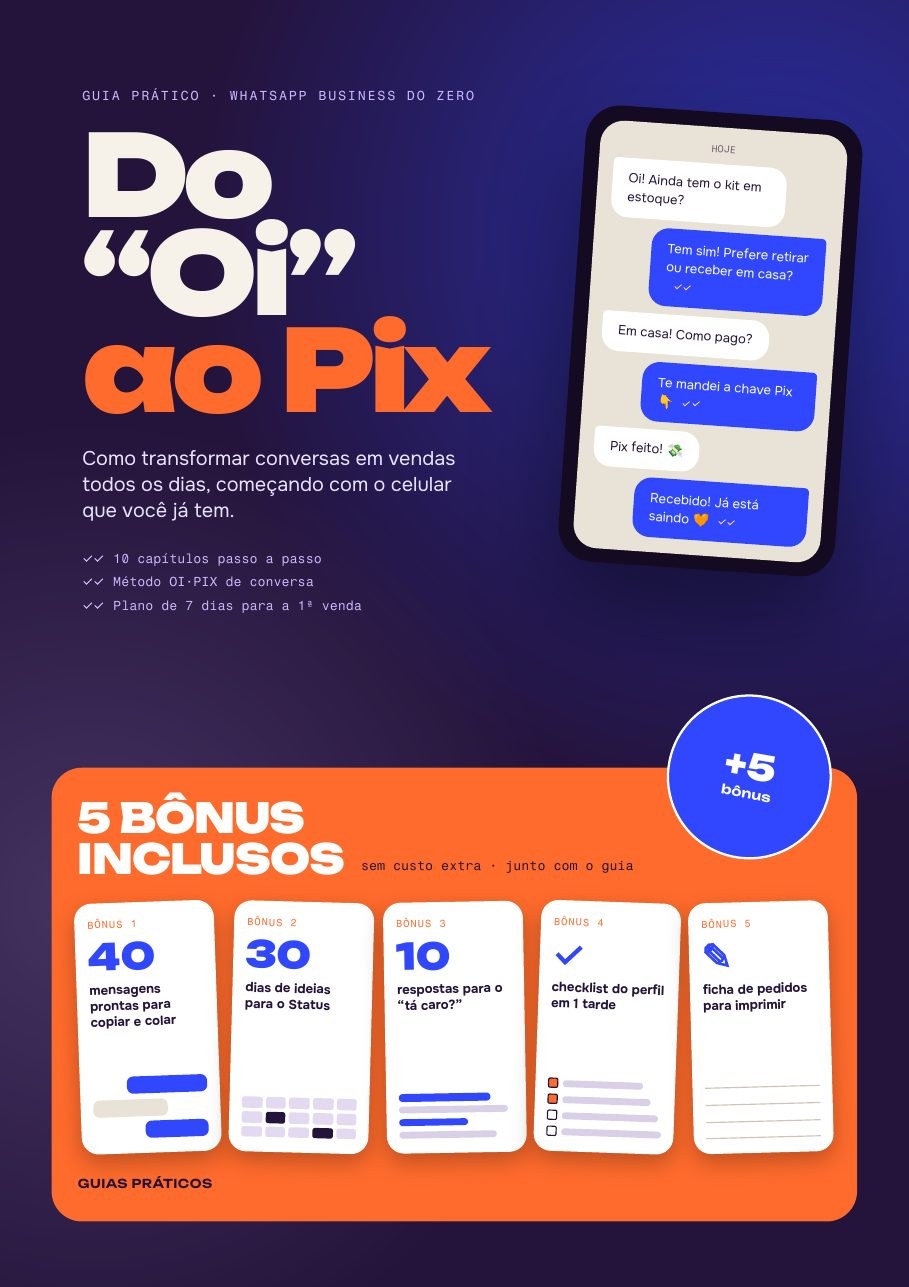 GUIA PRÁTICO · WHATSAPP BUSINESS DO ZERO
Do
“Oi”
ao Pix
Como transformar conversas em vendas
todos os dias, começando com o celular
que você já tem.
✓✓ 10 capítulos passo a passo
✓✓ Método OI·PIX de conversa
✓✓ Plano de 7 dias para a 1ª venda
HOJE
Oi! Ainda tem o kit em
estoque?
Tem sim! Prefere retirar
ou receber em casa?
✓✓
Em casa! Como pago?
Te mandei a chave Pix
👇 ✓✓
Pix feito! 💸
Recebido! Já está
saindo 🧡 ✓✓
+5
bônus
5 BÔNUS
INCLUSOS
sem custo extra · junto com o guia
BÔNUS 1
40
mensagens
prontas para
copiar e colar
BÔNUS 2
30
dias de ideias
para o Status
BÔNUS 3
10
respostas para o
“tá caro?”
BÔNUS 4
✓
checklist do perfil
em 1 tarde
BÔNUS 5
✎
ficha de pedidos
para imprimir
GUIAS PRÁTICOS